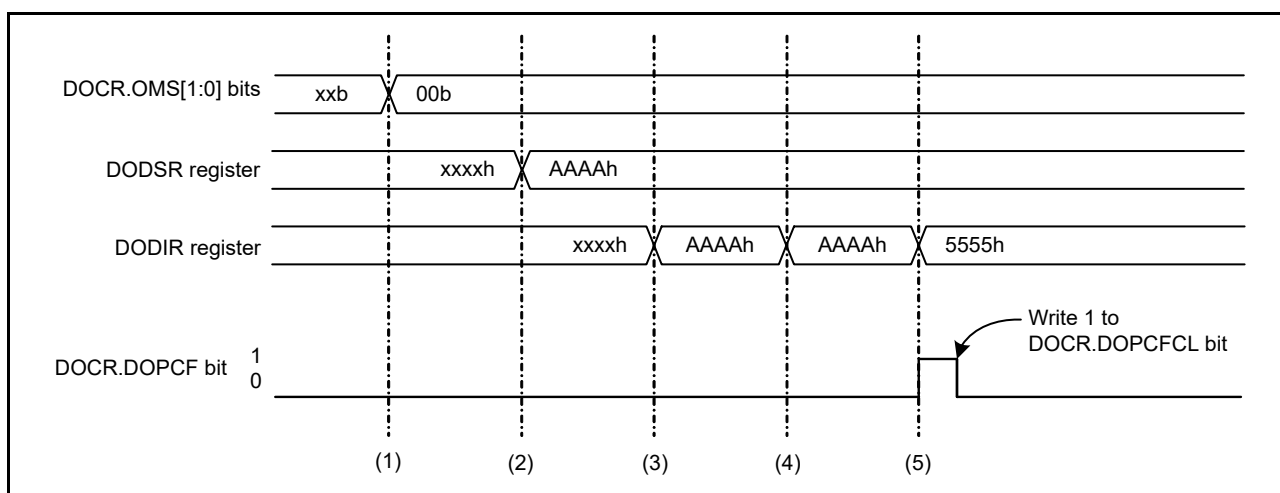 DOCR.OMS[1:0] bits xxb 00b
DODSR register xxxxh AAAAh
DODIR register xxxxh AAAAh AAAAh 5555h
Write 1 to
DOCR.DOPCFCL bit
DOCR.DOPCF bit 1
0
(1) (2) (3) (4) (5)